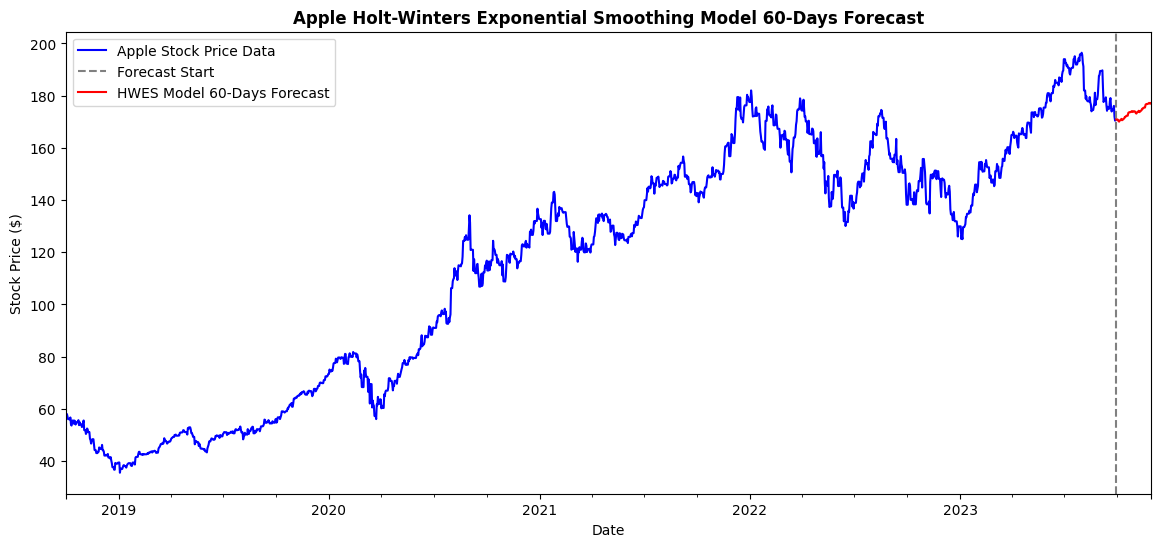 Apple Holt-Winters Exponential Smoothing Model 60-Days Forecast
Apple Stock Price Data
Forecast Start
HWES Model 60-Days Forecast
Stock Price ($)
200
180
160
140
120
100
80
60
40
2019
2020
2021
2022
2023
Date